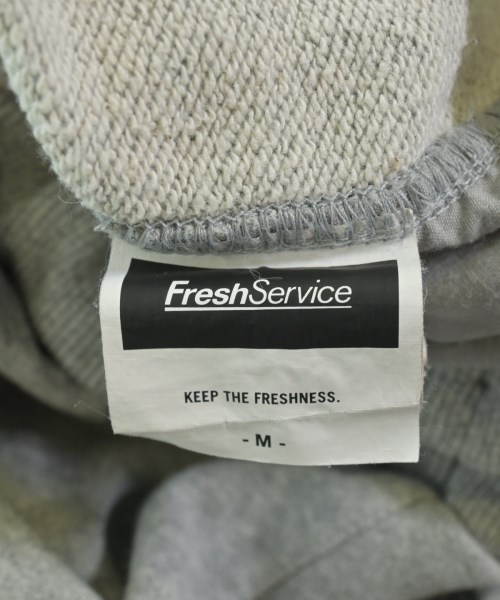 FreshService
KEEP THE FRESHNESS.
- M -